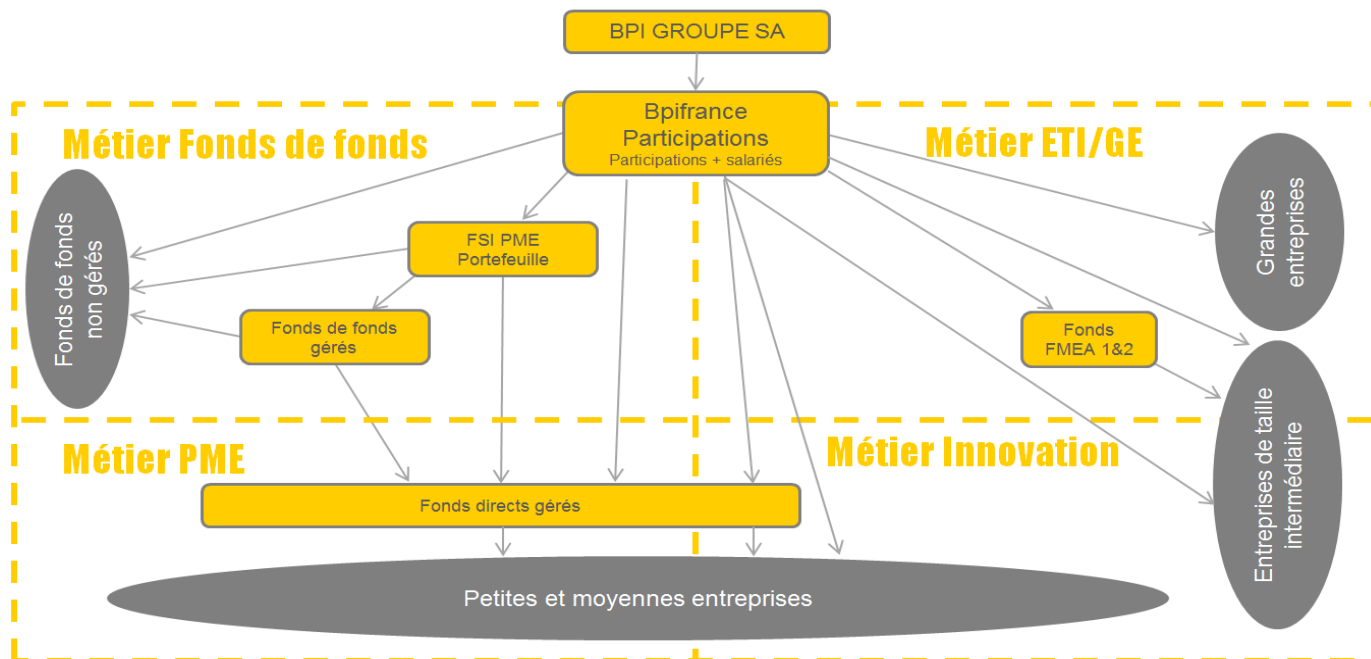 BPI GROUPE SA
Bpifrance
Participations
Participations + salariés
Métier Fonds de fonds
Métier ETI/GE
Fonds de fonds
non gérés
FSI PME
Portefeuille
Grandes
entreprises
Fonds de fonds
gérés
Fonds
FMEA 1&2
Métier PME
Métier Innovation
Entreprises de taille
intermédiaire
Fonds directs gérés
Petites et moyennes entreprises